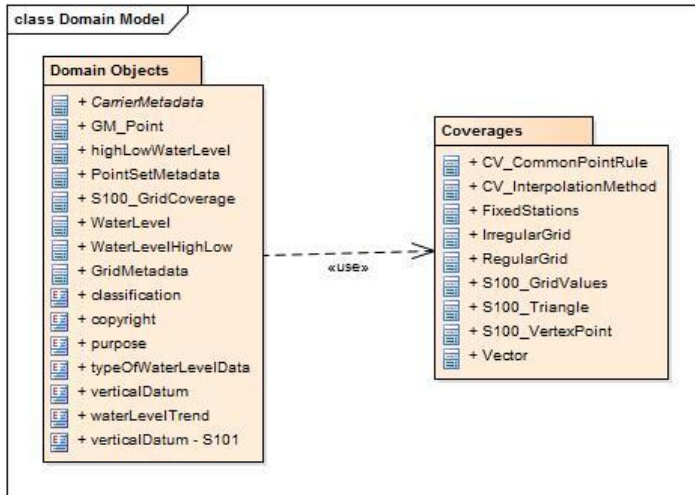 class Domain Model
Domain Objects
+ CarrierMetadata
+ GM_Point
+ highLowWaterLevel
+ PointSetMetadata
+ S100_GridCoverage
+ WaterLevel
+ WaterLevelHighLow
+ GridMetadata
+ classification
+ copyright
+ purpose
+ typeOfWaterLevelData
+ verticalDatum
+ waterLevelTrend
+ verticalDatum - S101
«use»
Coverages
+ CV_CommonPointRule
+ CV_InterpolationMethod
+ FixedStations
+ IrregularGrid
+ RegularGrid
+ S100_GridValues
+ S100_Triangle
+ S100_VertexPoint
+ Vector